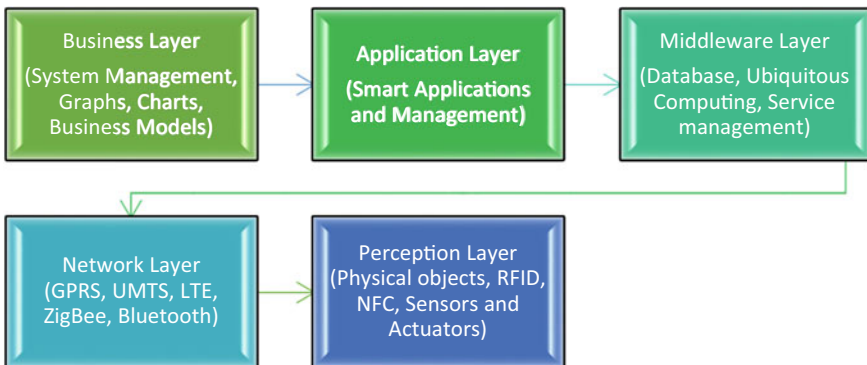 Business Layer
(System Management,
Graphs, Charts,
Business Models)
Application Layer
(Smart Applications
and Management)
Middleware Layer
(Database, Ubiquitous
Computing, Service
management)
Network Layer
(GPRS, UMTS, LTE,
ZigBee, Bluetooth)
Perception Layer
(Physical objects, RFID,
NFC, Sensors and
Actuators)